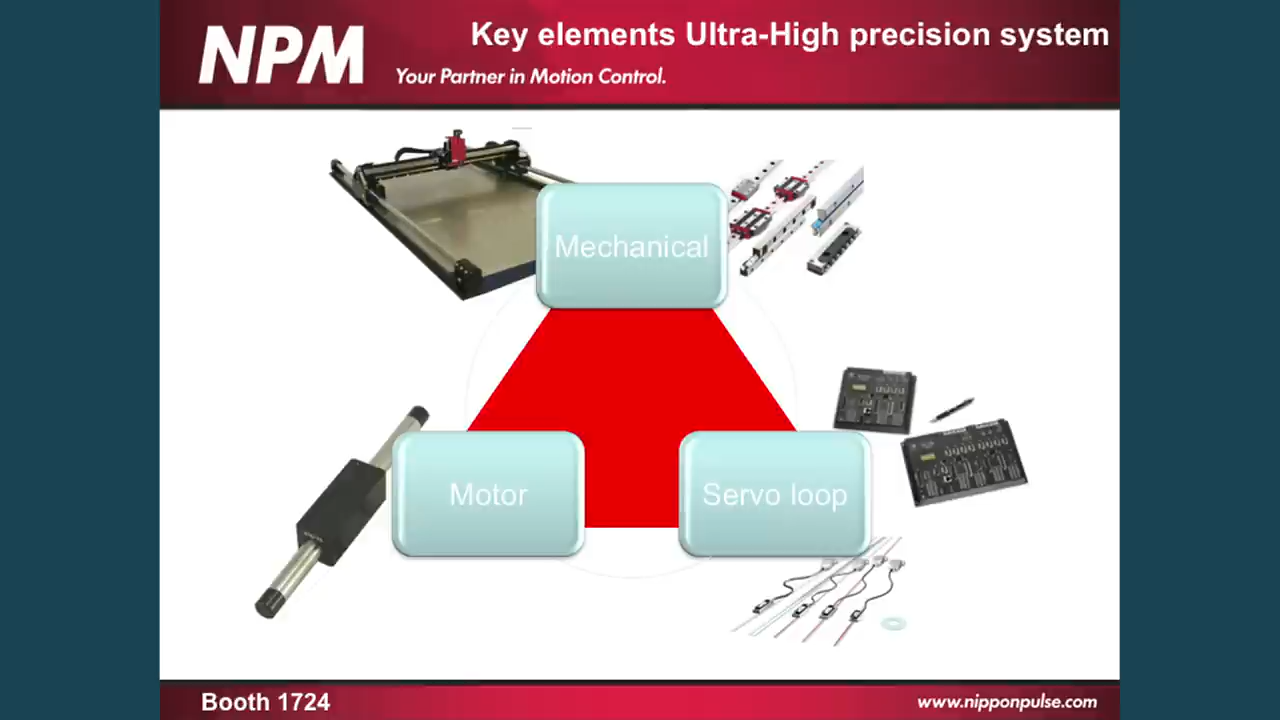 NPM
Key elements Ultra-High precision system
Your Partner in Motion Control.
Mechanical
Motor
Servo loop
Booth 1724
www.nipponpulse.com